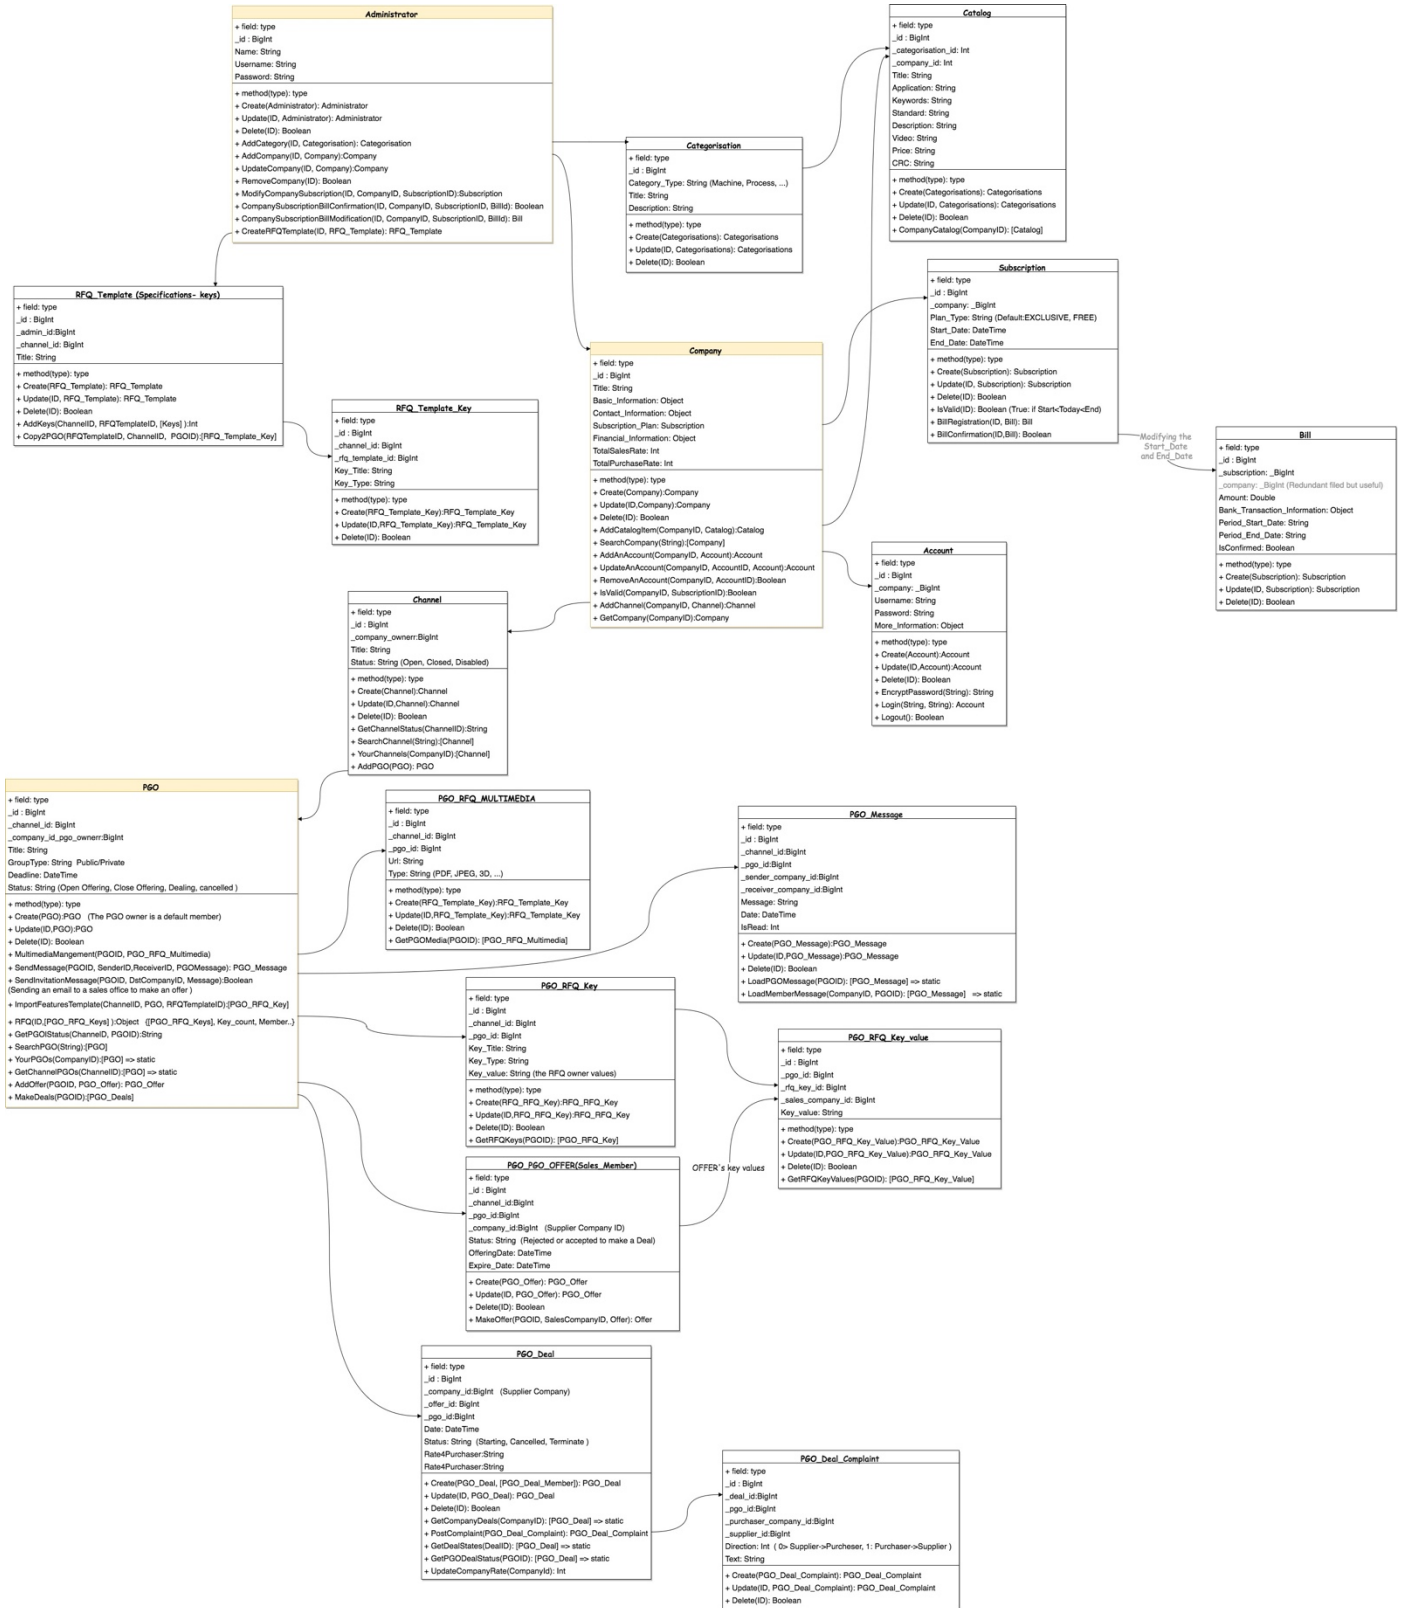 Administrator
+ field: type
_id : BigInt
Name: String
Username: String
Password: String
+ method(type): type
+ Create(Administrator): Administrator
+ Update(ID, Administrator): Administrator
+ Delete(ID): Boolean
+ AddCategory(ID, Categorisation): Categorisation
+ AddCompany(ID, Company):Company
+ UpdateCompany(ID, Company):Company
+ RemoveCompany(ID): Boolean
+ ModifyCompanySubscription(ID, CompanyID, SubscriptionID):Subscription
+ CompanySubscriptionBillConfirmation(ID, CompanyID, SubscriptionID, BillId): Boolean
+ CompanySubscriptionBillModification(ID, CompanyID, SubscriptionID, BillId): Bill
+ CreateRFQTemplate(ID, RFQ_Template): RFQ_Template
Catalog
+ field: type
_id : BigInt
_categorisation_id: Int
_company_id: Int
Title: String
Application: String
Keywords: String
Standard: String
Description: String
Video: String
Price: String
CRC: String
+ method(type): type
+ Create(Categorisations): Categorisations
+ Update(ID, Categorisations): Categorisations
+ Delete(ID): Boolean
+ CompanyCatalog(CompanyID): [Catalog]
Categorisation
+ field: type
_id : BigInt
Category_Type: String (Machine, Process, ...)
Title: String
Description: String
+ method(type): type
+ Create(Categorisations): Categorisations
+ Update(ID, Categorisations): Categorisations
+ Delete(ID): Boolean
Subscription
+ field: type
_id : BigInt
_company: _BigInt
Plan_Type: String (Default:EXCLUSIVE, FREE)
Start_Date: DateTime
End_Date: DateTime
+ method(type): type
+ Create(Subscription): Subscription
+ Update(ID, Subscription): Subscription
+ Delete(ID): Boolean
+ IsValid(ID): Boolean (True: if Start<Today<End)
+ BillRegistration(ID, Bill): Bill
+ BillConfirmation(ID,Bill): Boolean
RFQ_Template (Specifications- keys)
+ field: type
_id : BigInt
_admin_id:BigInt
_channel_id: BigInt
Title: String
+ method(type): type
+ Create(RFQ_Template): RFQ_Template
+ Update(ID, RFQ_Template): RFQ_Template
+ Delete(ID): Boolean
+ AddKeys(ChannelID, RFQTemplateID, [Keys] ):Int
+ Copy2PGO(RFQTemplateID, ChannelID, PGOID):[RFQ_Template_Key]
Company
+ field: type
_id : BigInt
Title: String
Basic_Information: Object
Contact_Information: Object
Subscription_Plan: Subscription
Financial_Information: Object
TotalSalesRate: Int
TotalPurchaseRate: Int
+ method(type): type
+ Create(Company):Company
+ Update(ID,Company):Company
+ Delete(ID): Boolean
+ AddCatalogItem(CompanyID, Catalog):Catalog
+ SearchCompany(String):[Company]
+ AddAnAccount(CompanyID, Account):Account
+ UpdateAnAccount(CompanyID, AccountID, Account):Account
+ RemoveAnAccount(CompanyID, AccountID):Boolean
+ IsValid(CompanyID, SubscriptionID):Boolean
+ AddChannel(CompanyID, Channel):Channel
+ GetCompany(CompanyID):Company
RFQ_Template_Key
+ field: type
_id : BigInt
_channel_id: BigInt
_rfq_template_id: BigInt
Key_Title: String
Key_Type: String
+ method(type): type
+ Create(RFQ_Template_Key):RFQ_Template_Key
+ Update(ID,RFQ_Template_Key):RFQ_Template_Key
+ Delete(ID): Boolean
Modifying the
Start_Date
and End_Date
Bill
+ field: type
_id : BigInt
_subscription: _BigInt
_company: _BigInt (Redundant filed but useful)
Amount: Double
Bank_Transaction_Information: Object
Period_Start_Date: String
Period_End_Date: String
IsConfirmed: Boolean
+ method(type): type
+ Create(Subscription): Subscription
+ Update(ID, Subscription): Subscription
+ Delete(ID): Boolean
Account
+ field: type
_id : BigInt
_company: _BigInt
Username: String
Password: String
More_Information: Object
+ method(type): type
+ Create(Account):Account
+ Update(ID,Account):Account
+ Delete(ID): Boolean
+ EncryptPassword(String): String
+ Login(String, String): Account
+ Logout(): Boolean
Channel
+ field: type
_id : BigInt
_company_ownerr:BigInt
Title: String
Status: String (Open, Closed, Disabled)
+ method(type): type
+ Create(Channel):Channel
+ Update(ID,Channel):Channel
+ Delete(ID): Boolean
+ GetChannelStatus(ChannelID):String
+ SearchChannel(String):[Channel]
+ YourChannels(CompanyID):[Channel]
+ AddPGO(PGO): PGO
PGO
+ field: type
_id : BigInt
_channel_id: BigInt
_company_id_pgo_ownerr:BigInt
Title: String
GroupType: String Public/Private
Deadline: DateTime
Status: String (Open Offering, Close Offering, Dealing, cancelled )
+ method(type): type
+ Create(PGO):PGO (The PGO owner is a default member)
+ Update(ID,PGO):PGO
+ Delete(ID): Boolean
+ MultimediaMangement(PGOID, PGO_RFQ_Multimedia)
+ SendMessage(PGOID, SenderID,ReceiverID, PGOMessage): PGO_Message
+ SendInvitationMessage(PGOID, DstCompanyID, Message):Boolean
(Sending an email to a sales office to make an offer )
+ ImportFeaturesTemplate(ChannelID, PGO, RFQTemplateID):[PGO_RFQ_Key]
+ RFQ(ID,[PGO_RFQ_Keys] ):Object {[PGO_RFQ_Keys], Key_count, Member..}
+ GetPGOlStatus(ChannelID, PGOID):String
+ SearchPGO(String):[PGO]
+ YourPGOs(CompanyID):[PGO] => static
+ GetChannelPGOs(ChannelID):[PGO] => static
+ AddOffer(PGOID, PGO_Offer): PGO_Offer
+ MakeDeals(PGOID):[PGO_Deals]
PGO_RFQ_MULTIMEDIA
+ field: type
_id : BigInt
_channel_id: BigInt
_pgo_id: BigInt
Url: String
Type: String (PDF, JPEG, 3D, ...)
+ method(type): type
+ Create(RFQ_Template_Key):RFQ_Template_Key
+ Update(ID,RFQ_Template_Key):RFQ_Template_Key
+ Delete(ID): Boolean
+ GetPGOMedia(PGOID): [PGO_RFQ_Multimedia]
PGO_Message
+ field: type
_id : BigInt
_channel_id:BigInt
_pgo_id:BigInt
_sender_company_id:BigInt
_receiver_company_id:BigInt
Message: String
Date: DateTime
IsRead: Int
+ Create(PGO_Message):PGO_Message
+ Update(ID,PGO_Message):PGO_Message
+ Delete(ID): Boolean
+ LoadPGOMessage(PGOID): [PGO_Message] => static
+ LoadMemberMessage(CompanyID, PGOID): [PGO_Message] => static
PGO_RFQ_Key
+ field: type
_id : BigInt
_channel_id: BigInt
_pgo_id: BigInt
Key_Title: String
Key_Type: String
Key_value: String (the RFQ owner values)
+ method(type): type
+ Create(RFQ_RFQ_Key):RFQ_RFQ_Key
+ Update(ID,RFQ_RFQ_Key):RFQ_RFQ_Key
+ Delete(ID): Boolean
+ GetRFQKeys(PGOID): [PGO_RFQ_Key]
PGO_RFQ_Key_value
+ field: type
_id : BigInt
_pgo_id: BigInt
_rfq_key_id: BigInt
_sales_company_id: BigInt
Key_value: String
+ method(type): type
+ Create(PGO_RFQ_Key_Value):PGO_RFQ_Key_Value
+ Update(ID,PGO_RFQ_Key_Value):PGO_RFQ_Key_Value
+ Delete(ID): Boolean
+ GetRFQKeyValues(PGOID): [PGO_RFQ_Key_Value]
OFFER's key values
PGO_PGO_OFFER(Sales_Member)
+ field: type
_id : BigInt
_channel_id:BigInt
_pgo_id:BigInt
_company_id:BigInt (Supplier Company ID)
Status: String (Rejected or accepted to make a Deal)
OfferingDate: DateTime
Expire_Date: DateTime
+ Create(PGO_Offer): PGO_Offer
+ Update(ID, PGO_Offer): PGO_Offer
+ Delete(ID): Boolean
+ MakeOffer(PGOID, SalesCompanyID, Offer): Offer
PGO_Deal
+ field: type
_id : BigInt
_company_id:BigInt (Supplier Company)
_offer_id: BigInt
_pgo_id:BigInt
Date: DateTime
Status: String (Starting, Cancelled, Terminate )
Rate4Purchaser:String
Rate4Purchaser:String
+ Create(PGO_Deal, [PGO_Deal_Member]): PGO_Deal
+ Update(ID, PGO_Deal): PGO_Deal
+ Delete(ID): Boolean
+ GetCompanyDeals(CompanyID): [PGO_Deal] => static
+ PostComplaint(PGO_Deal_Complaint): PGO_Deal_Complaint
+ GetDealStates(DealID): [PGO_Deal] => static
+ GetPGODealStatus(PGOID): [PGO_Deal] => static
+ UpdateCompanyRate(CompanyId): Int
PGO_Deal_Complaint
+ field: type
_id : BigInt
_deal_id:BigInt
_pgo_id:BigInt
_purchaser_company_id:BigInt
_supplier_id:BigInt
Direction: Int ( 0> Supplier->Purcheser, 1: Purchaser->Supplier )
Text: String
+ Create(PGO_Deal_Complaint): PGO_Deal_Complaint
+ Update(ID, PGO_Deal_Complaint): PGO_Deal_Complaint
+ Delete(ID): Boolean